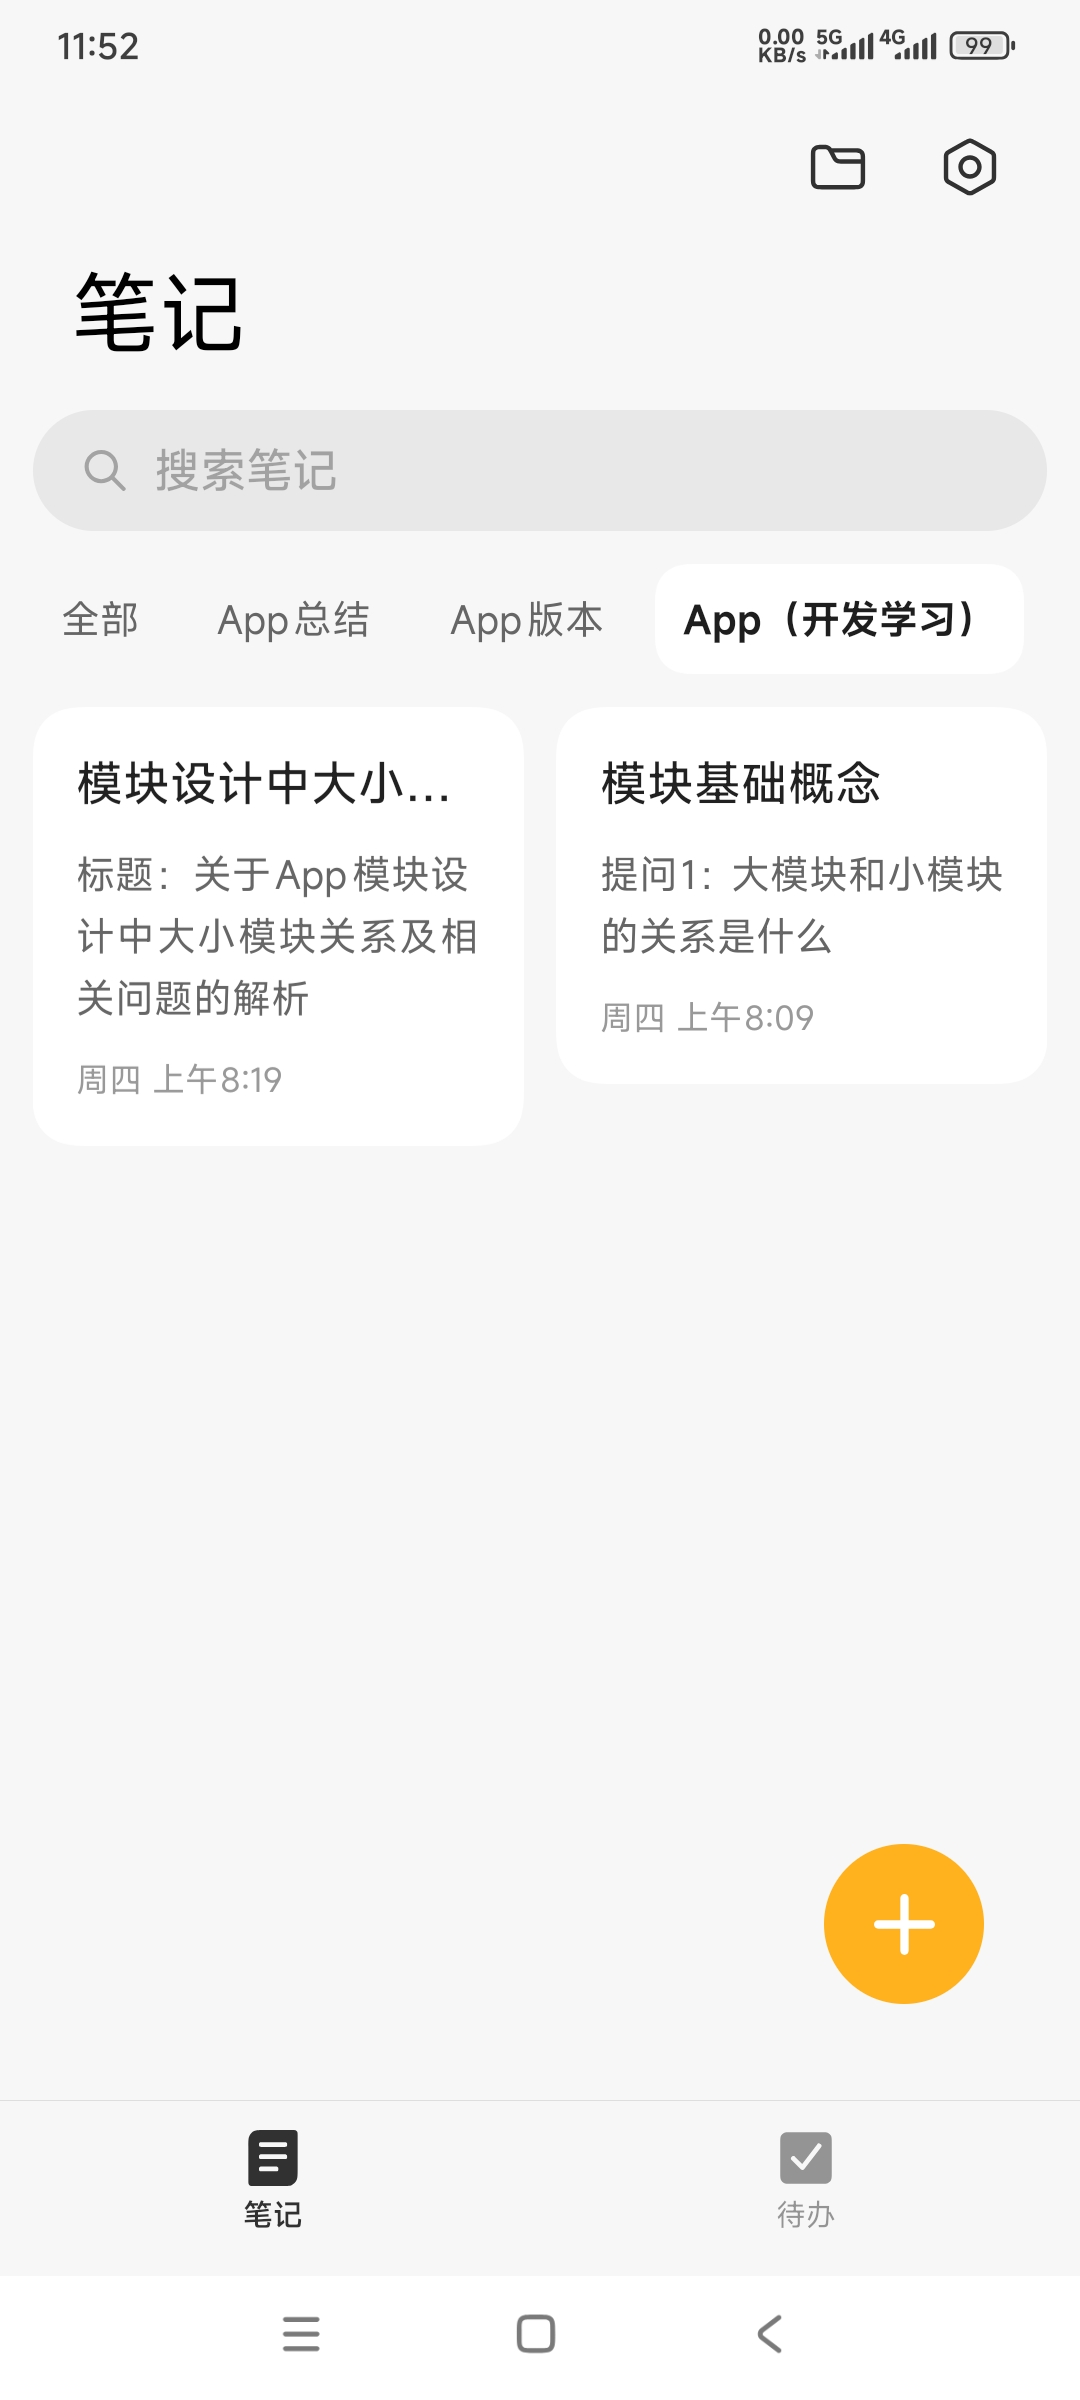 11:52
0.00 KB/s 5G 4G 99
笔记
搜索笔记
全部 App总结 App版本 App（开发学习）
模块设计中大小...
标题：关于App模块设
计中大小模块关系及相
关问题的解析
周四 上午8:19
模块基础概念
提问1：大模块和小模块
的关系是什么
周四 上午8:09
笔记 待办